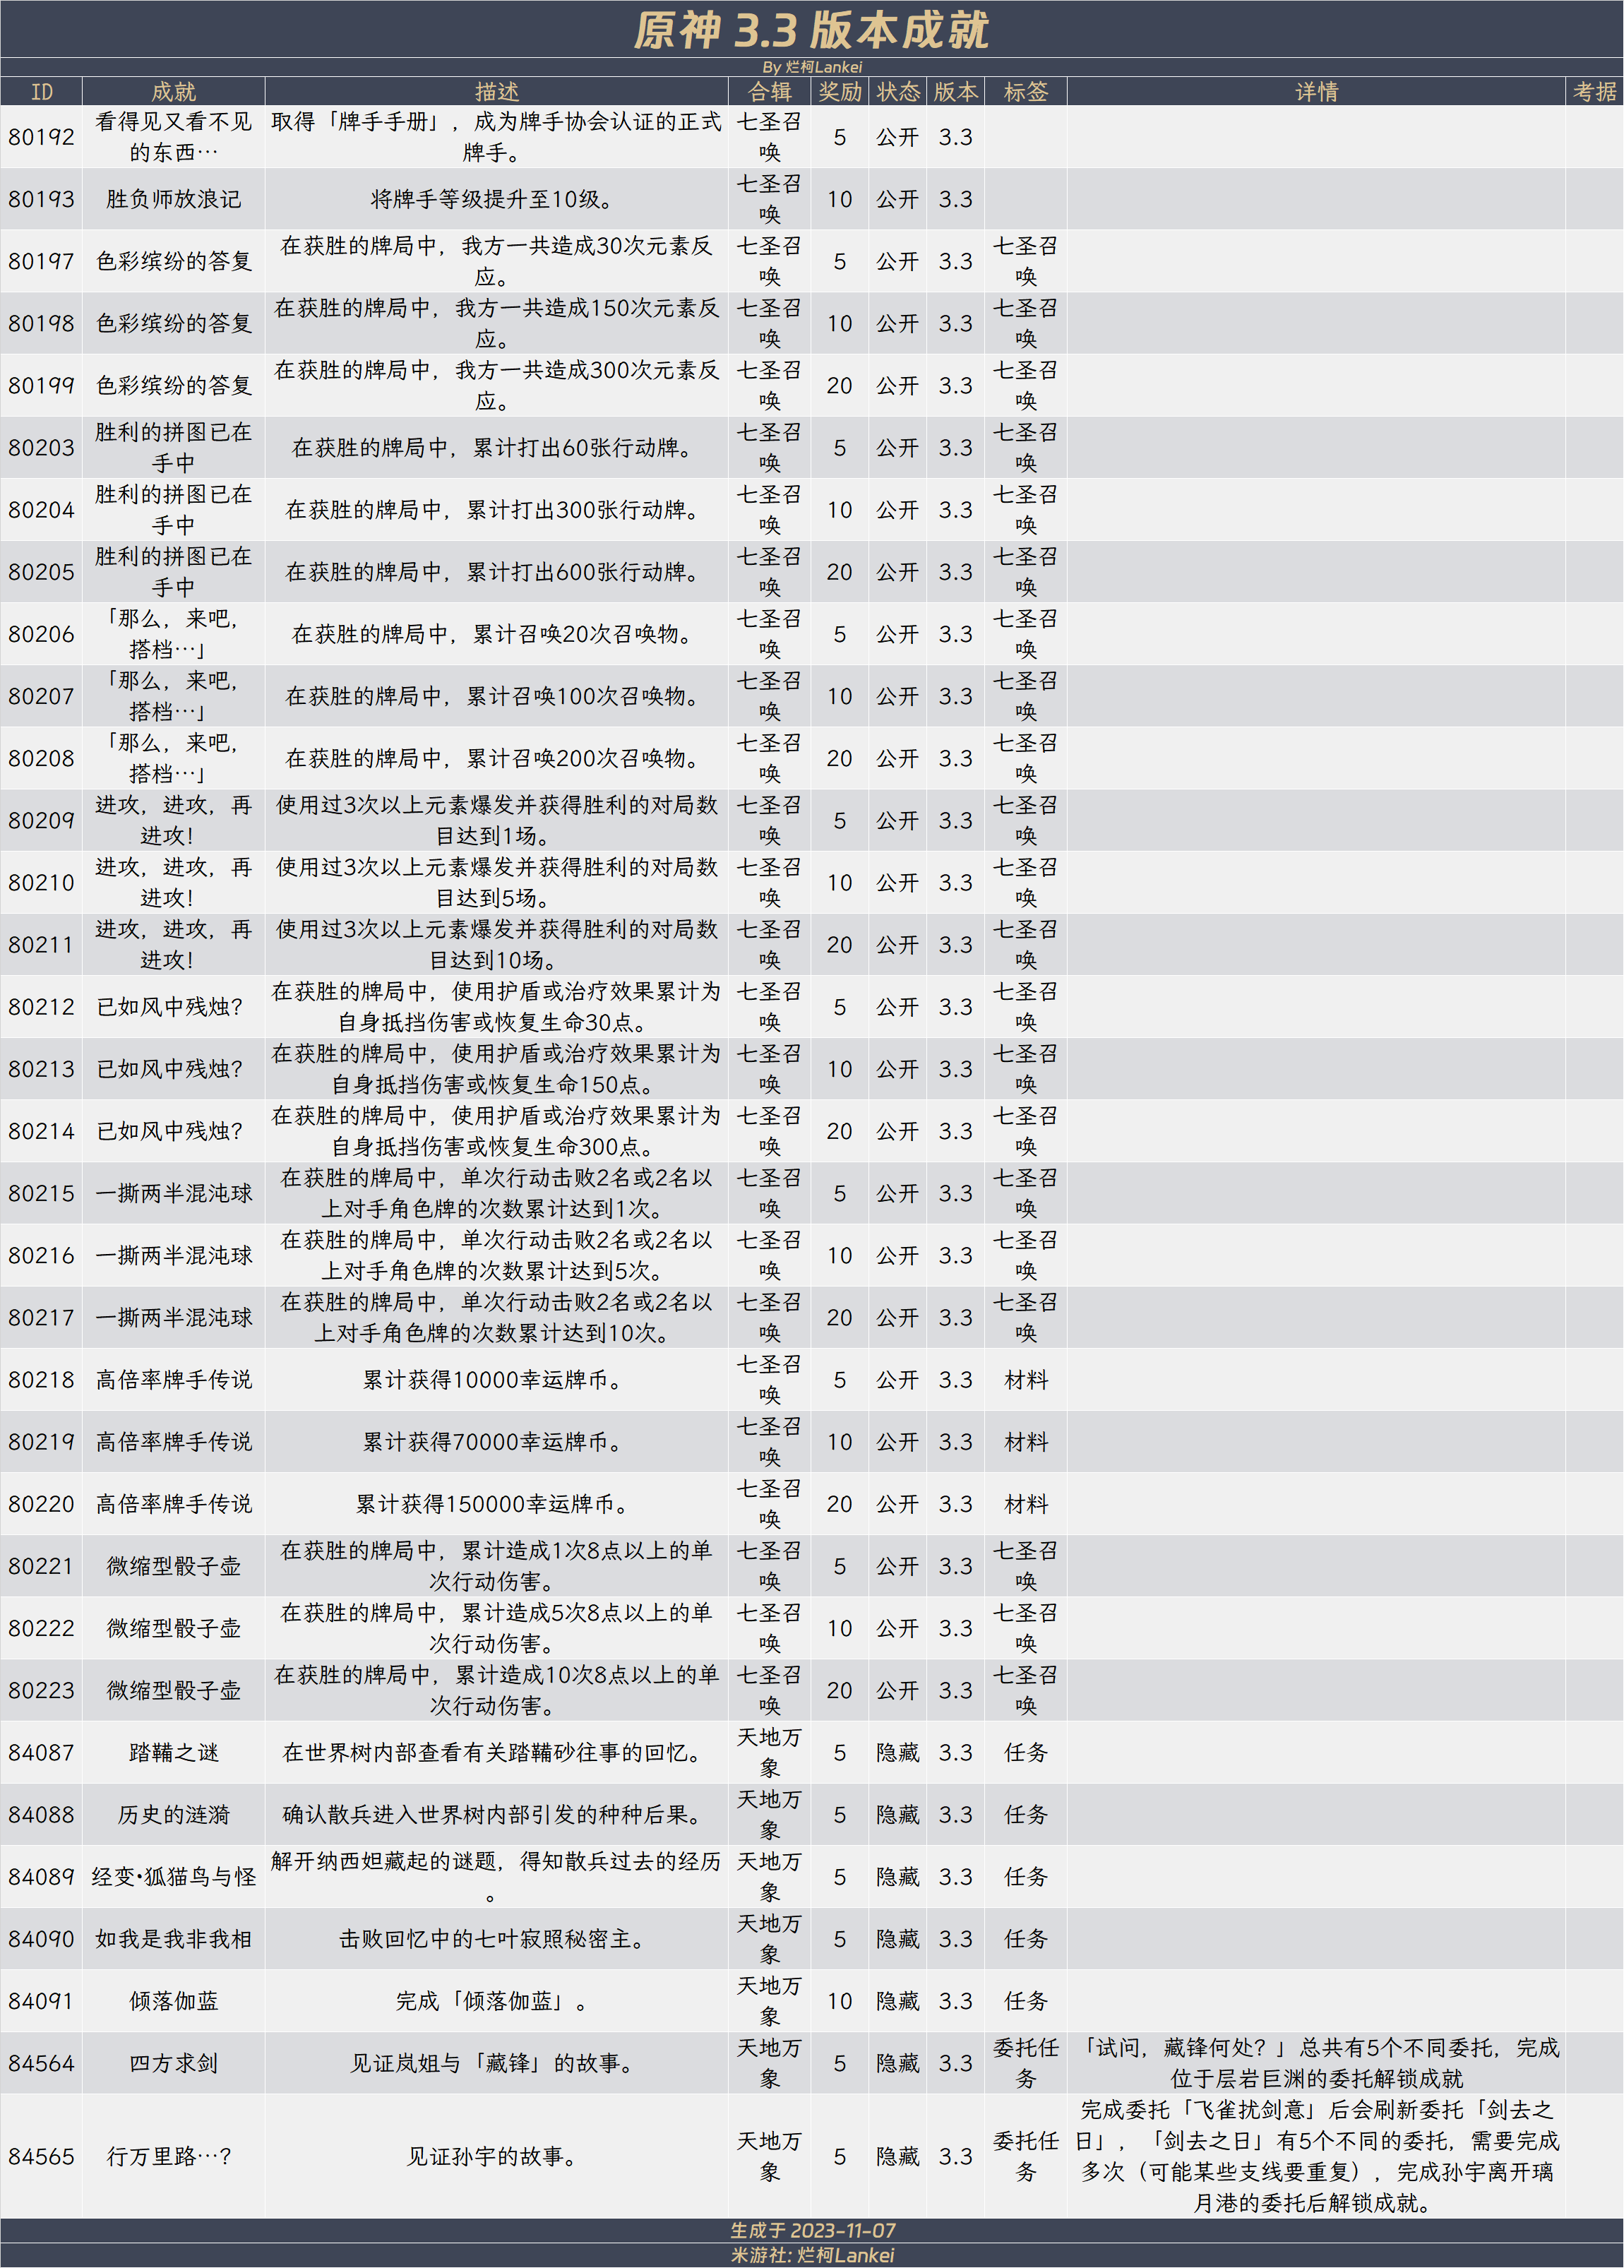 原神 3.3 版本成就
By 烂柯Lankei
ID 成就 描述 合辑 奖励 状态 版本 标签 详情 考据
80192 看得见又看不见的东西… 取得「牌手手册」，成为牌手协会认证的正式牌手。 七圣召唤 5 公开 3.3
80193 胜负师放浪记 将牌手等级提升至10级。 七圣召唤 10 公开 3.3
80197 色彩缤纷的答复 在获胜的牌局中，我方一共造成30次元素反应。 七圣召唤 5 公开 3.3 七圣召唤
80198 色彩缤纷的答复 在获胜的牌局中，我方一共造成150次元素反应。 七圣召唤 10 公开 3.3 七圣召唤
80199 色彩缤纷的答复 在获胜的牌局中，我方一共造成300次元素反应。 七圣召唤 20 公开 3.3 七圣召唤
80203 胜利的拼图已在手中 在获胜的牌局中，累计打出60张行动牌。 七圣召唤 5 公开 3.3 七圣召唤
80204 胜利的拼图已在手中 在获胜的牌局中，累计打出300张行动牌。 七圣召唤 10 公开 3.3 七圣召唤
80205 胜利的拼图已在手中 在获胜的牌局中，累计打出600张行动牌。 七圣召唤 20 公开 3.3 七圣召唤
80206 「那么，来吧，搭档…」 在获胜的牌局中，累计召唤20次召唤物。 七圣召唤 5 公开 3.3 七圣召唤
80207 「那么，来吧，搭档…」 在获胜的牌局中，累计召唤100次召唤物。 七圣召唤 10 公开 3.3 七圣召唤
80208 「那么，来吧，搭档…」 在获胜的牌局中，累计召唤200次召唤物。 七圣召唤 20 公开 3.3 七圣召唤
80209 进攻，进攻，再进攻！ 使用过3次以上元素爆发并获得胜利的对局数目达到1场。 七圣召唤 5 公开 3.3 七圣召唤
80210 进攻，进攻，再进攻！ 使用过3次以上元素爆发并获得胜利的对局数目达到5场。 七圣召唤 10 公开 3.3 七圣召唤
80211 进攻，进攻，再进攻！ 使用过3次以上元素爆发并获得胜利的对局数目达到10场。 七圣召唤 20 公开 3.3 七圣召唤
80212 已如风中残烛？ 在获胜的牌局中，使用护盾或治疗效果累计为自身抵挡伤害或恢复生命30点。 七圣召唤 5 公开 3.3 七圣召唤
80213 已如风中残烛？ 在获胜的牌局中，使用护盾或治疗效果累计为自身抵挡伤害或恢复生命150点。 七圣召唤 10 公开 3.3 七圣召唤
80214 已如风中残烛？ 在获胜的牌局中，使用护盾或治疗效果累计为自身抵挡伤害或恢复生命300点。 七圣召唤 20 公开 3.3 七圣召唤
80215 一撕两半混沌球 在获胜的牌局中，单次行动击败2名或2名以上对手角色牌的次数累计达到1次。 七圣召唤 5 公开 3.3 七圣召唤
80216 一撕两半混沌球 在获胜的牌局中，单次行动击败2名或2名以上对手角色牌的次数累计达到5次。 七圣召唤 10 公开 3.3 七圣召唤
80217 一撕两半混沌球 在获胜的牌局中，单次行动击败2名或2名以上对手角色牌的次数累计达到10次。 七圣召唤 20 公开 3.3 七圣召唤
80218 高倍率牌手传说 累计获得10000幸运牌币。 七圣召唤 5 公开 3.3 材料
80219 高倍率牌手传说 累计获得70000幸运牌币。 七圣召唤 10 公开 3.3 材料
80220 高倍率牌手传说 累计获得150000幸运牌币。 七圣召唤 20 公开 3.3 材料
80221 微缩型骰子壶 在获胜的牌局中，累计造成1次8点以上的单次行动伤害。 七圣召唤 5 公开 3.3 七圣召唤
80222 微缩型骰子壶 在获胜的牌局中，累计造成5次8点以上的单次行动伤害。 七圣召唤 10 公开 3.3 七圣召唤
80223 微缩型骰子壶 在获胜的牌局中，累计造成10次8点以上的单次行动伤害。 七圣召唤 20 公开 3.3 七圣召唤
84087 踏鞴之谜 在世界树内部查看有关踏鞴砂往事的回忆。 天地万象 5 隐藏 3.3 任务
84088 历史的涟漪 确认散兵进入世界树内部引发的种种后果。 天地万象 5 隐藏 3.3 任务
84089 经变•狐猫鸟与怪 解开纳西妲藏起的谜题，得知散兵过去的经历。 天地万象 5 隐藏 3.3 任务
84090 如我是我非我相 击败回忆中的七叶寂照秘密主。 天地万象 5 隐藏 3.3 任务
84091 倾落伽蓝 完成「倾落伽蓝」。 天地万象 10 隐藏 3.3 任务
84564 四方求剑 见证岚姐与「藏锋」的故事。 天地万象 5 隐藏 3.3 委托任务 「试问，藏锋何处？」总共有5个不同委托，完成位于层岩巨渊的委托解锁成就
84565 行万里路…？ 见证孙宇的故事。 天地万象 5 隐藏 3.3 委托任务 完成委托「飞雀扰剑意」后会刷新委托「剑去之日」，「剑去之日」有5个不同的委托，需要完成多次（可能某些支线要重复），完成孙宇离开璃月港的委托后解锁成就。
生成于 2023-11-07
米游社: 烂柯Lankei